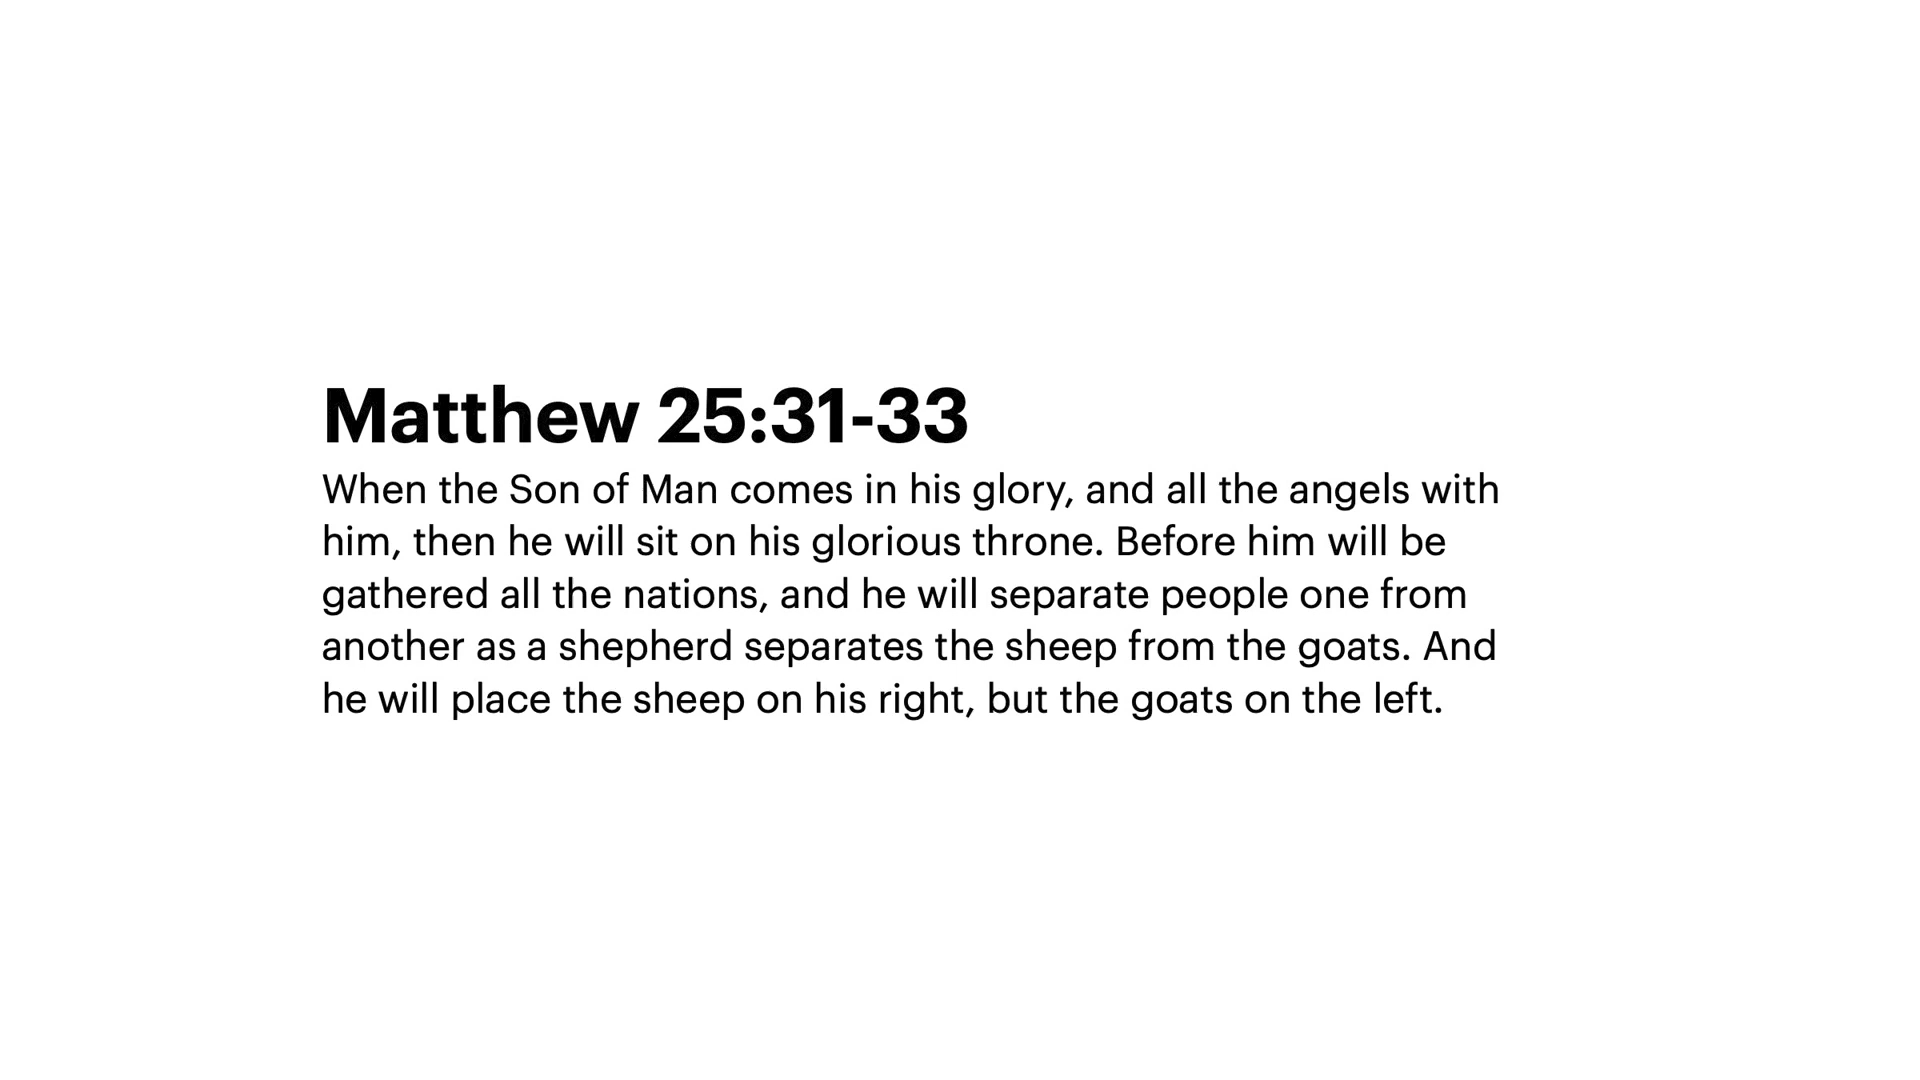 Matthew 25:31-33
When the Son of Man comes in his glory, and all the angels with
him, then he will sit on his glorious throne. Before him will be
gathered all the nations, and he will separate people one from
another as a shepherd separates the sheep from the goats. And
he will place the sheep on his right, but the goats on the left.